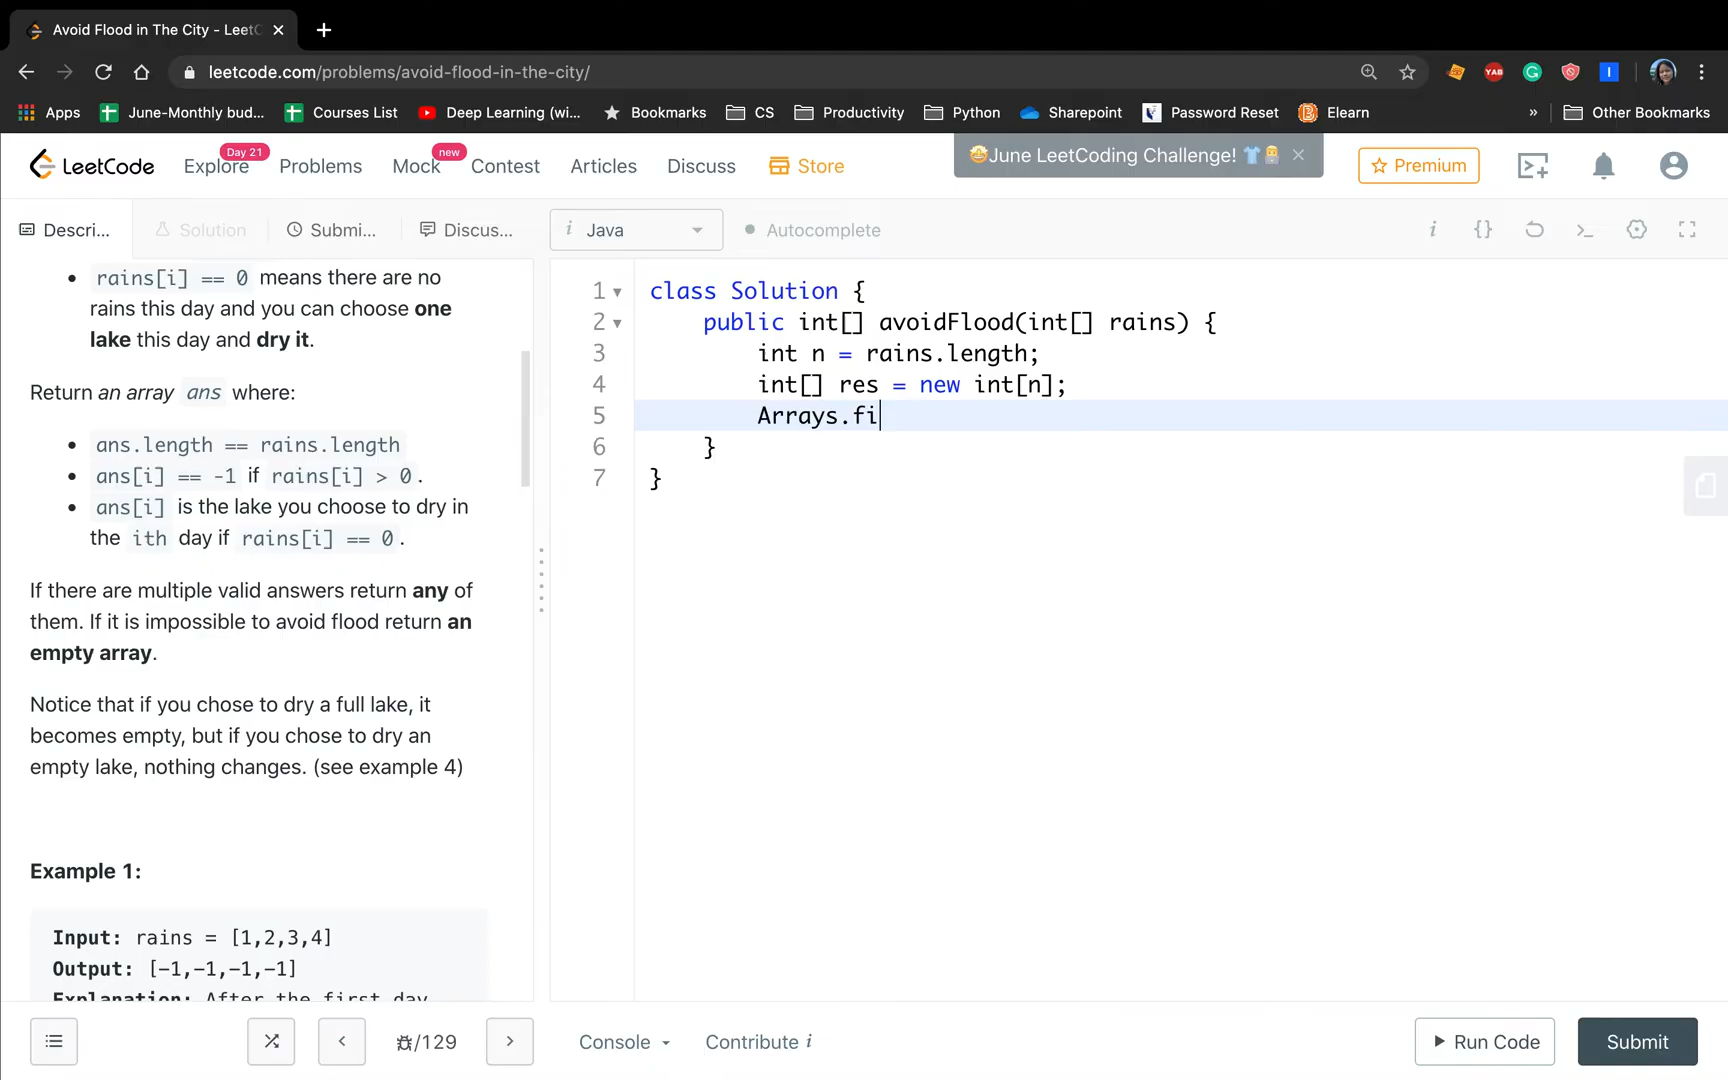 Avoid Flood in The City - LeetC
leetcode.com/problems/avoid-flood-in-the-city/
YAB
Apps
June-Monthly bud...
Courses List
Deep Learning (wi...
Bookmarks
CS
Productivity
Python
Sharepoint
Password Reset
Elearn
»
Other Bookmarks
LeetCode
Explore
Day 21
Problems
Mock
new
Contest
Articles
Discuss
Store
June LeetCoding Challenge!
Premium
Descri...
Solution
Submi...
Discus...
i Java
Autocomplete
i
{}
rains[i] == 0 means there are no
rains this day and you can choose one
lake this day and dry it.
Return an array ans where:
ans.length == rains.length
ans[i] == -1 if rains[i] > 0.
ans[i] is the lake you choose to dry in
the ith day if rains[i] == 0.
If there are multiple valid answers return any of
them. If it is impossible to avoid flood return an
empty array.
Notice that if you chose to dry a full lake, it
becomes empty, but if you chose to dry an
empty lake, nothing changes. (see example 4)
Example 1:
Input: rains = [1,2,3,4]
Output: [-1,-1,-1,-1]
Explanation: After the first day
1 class Solution {
2 public int[] avoidFlood(int[] rains) {
3 int n = rains.length;
4 int[] res = new int[n];
5 Arrays.fi
6 }
7 }
/129
Console
Contribute i
Run Code
Submit